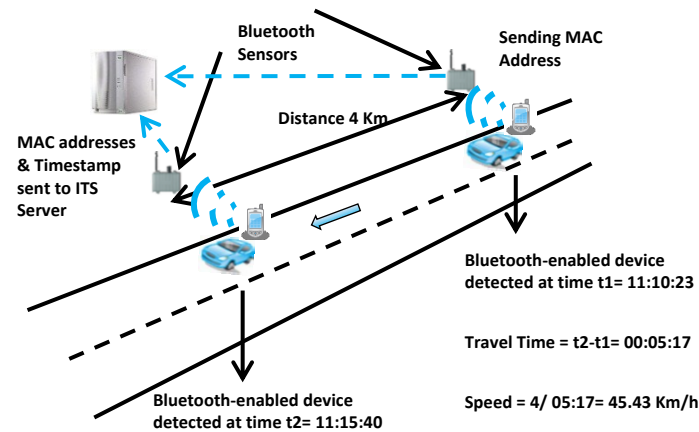 Bluetooth
Sensors
Sending MAC
Address
Distance 4 Km
MAC addresses
& Timestamp
sent to ITS
Server
Bluetooth-enabled device
detected at time t1= 11:10:23
Travel Time = t2-t1= 00:05:17
Speed = 4/ 05:17= 45.43 Km/h
Bluetooth-enabled device
detected at time t2= 11:15:40